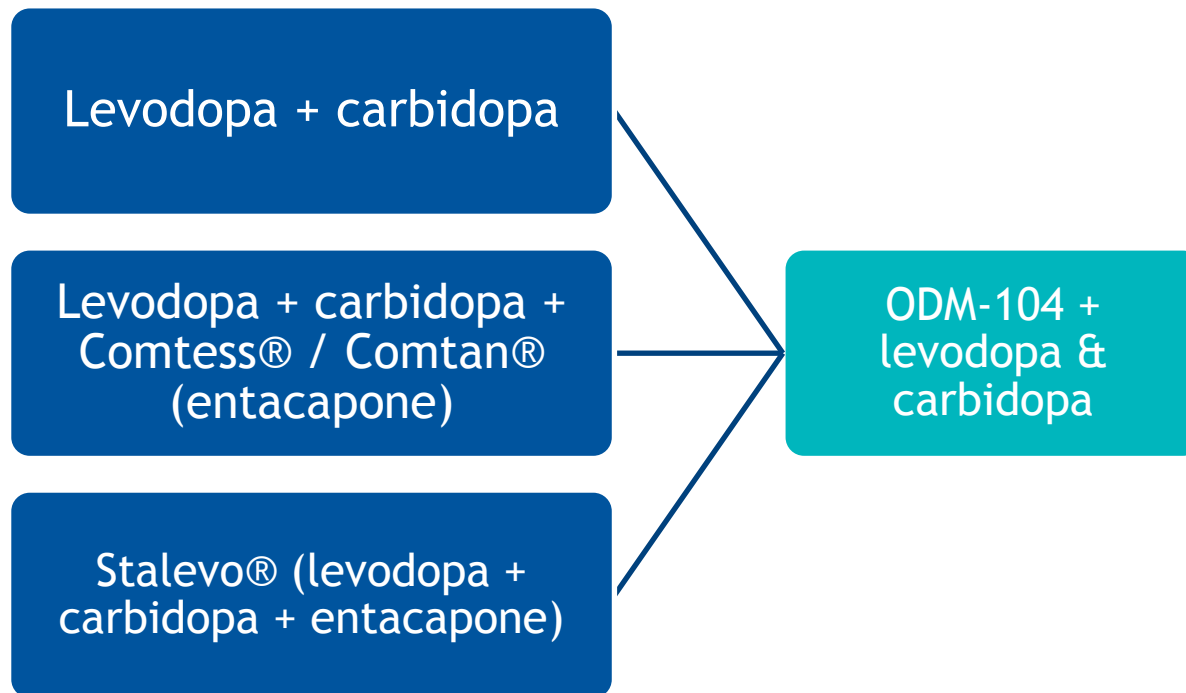 Levodopa + carbidopa
Levodopa + carbidopa +
Comtess® / Comtan®
(entacapone)
Stalevo® (levodopa +
carbidopa + entacapone)
ODM-104 +
levodopa &
carbidopa